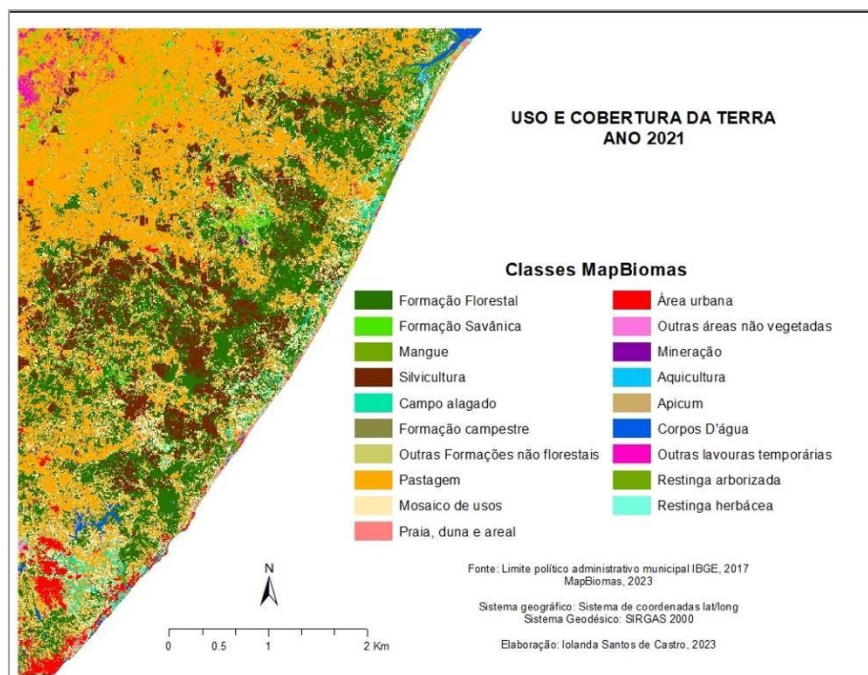 USO E COBERTURA DA TERRA
ANO 2021
Classes MapBiomas
Formação Florestal
Formação Savânica
Mangue
Silvicultura
Campo alagado
Formação campestre
Outras Formações não florestais
Pastagem
Mosaico de usos
Praia, duna e areal
Área urbana
Outras áreas não vegetadas
Mineração
Aquicultura
Apicum
Corpos D'água
Outras lavouras temporárias
Restinga arborizada
Restinga herbácea
N
0 0.5 1 2 Km
Fonte: Limite político administrativo municipal IBGE, 2017
MapBiomas, 2023
Sistema geográfico: Sistema de coordenadas lat/long
Sistema Geodésico: SIRGAS 2000
Elaboração: Iolanda Santos de Castro, 2023